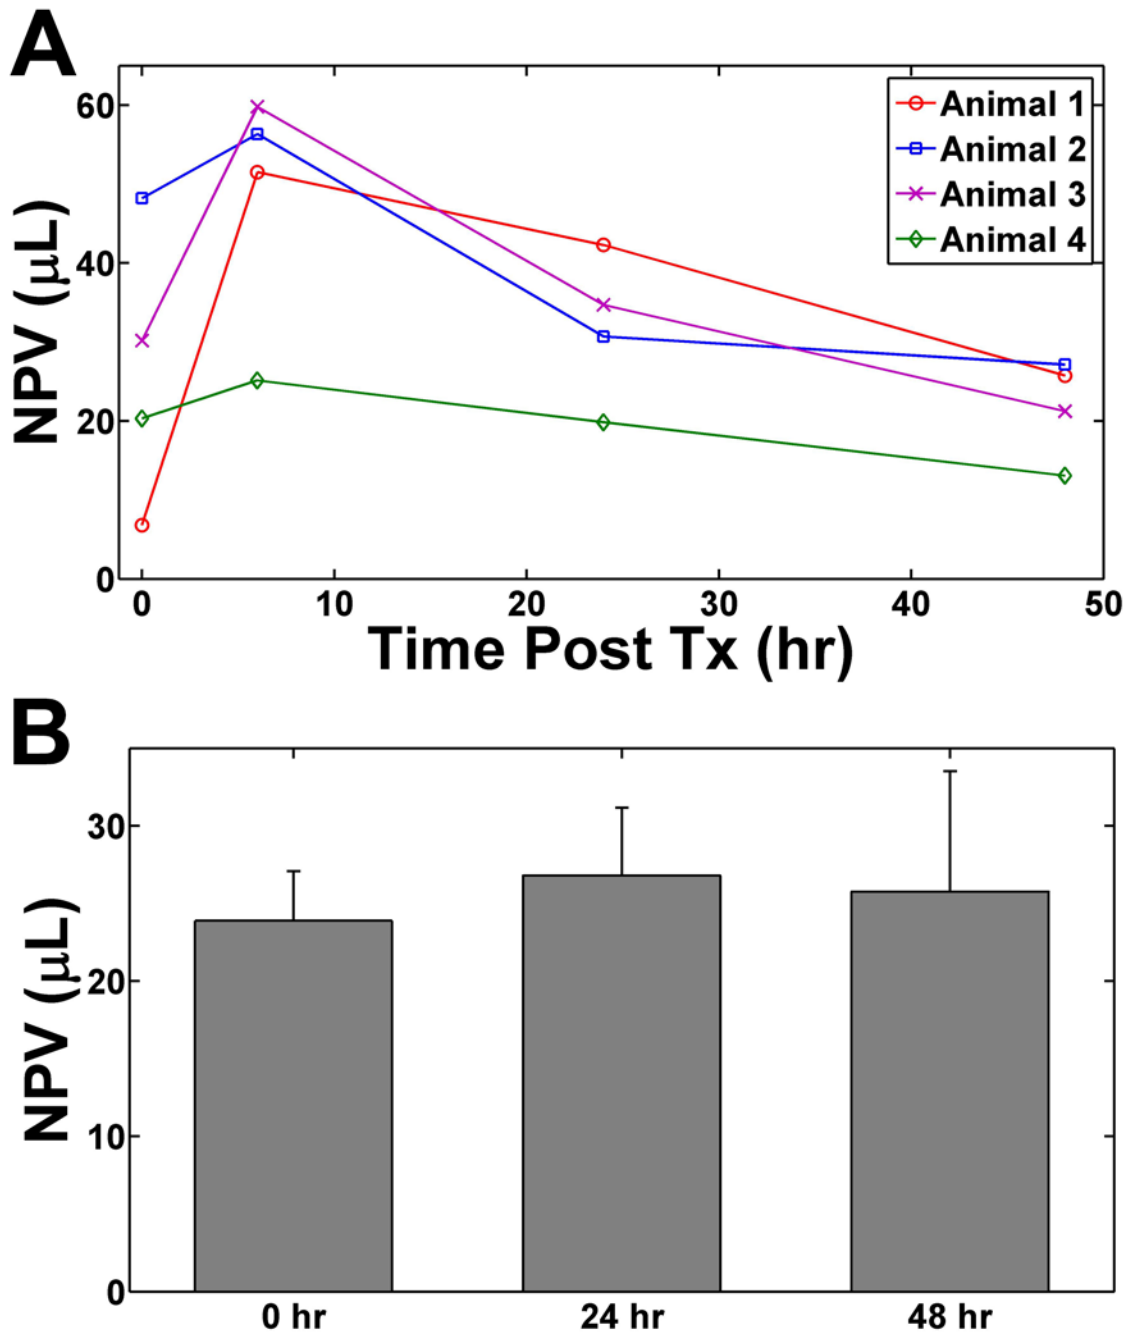 A
60
40
20
0
NPV (μL)
Animal 1
Animal 2
Animal 3
Animal 4
0 10 20 30 40 50
Time Post Tx (hr)
B
30
20
10
0
NPV (μL)
0 hr 24 hr 48 hr